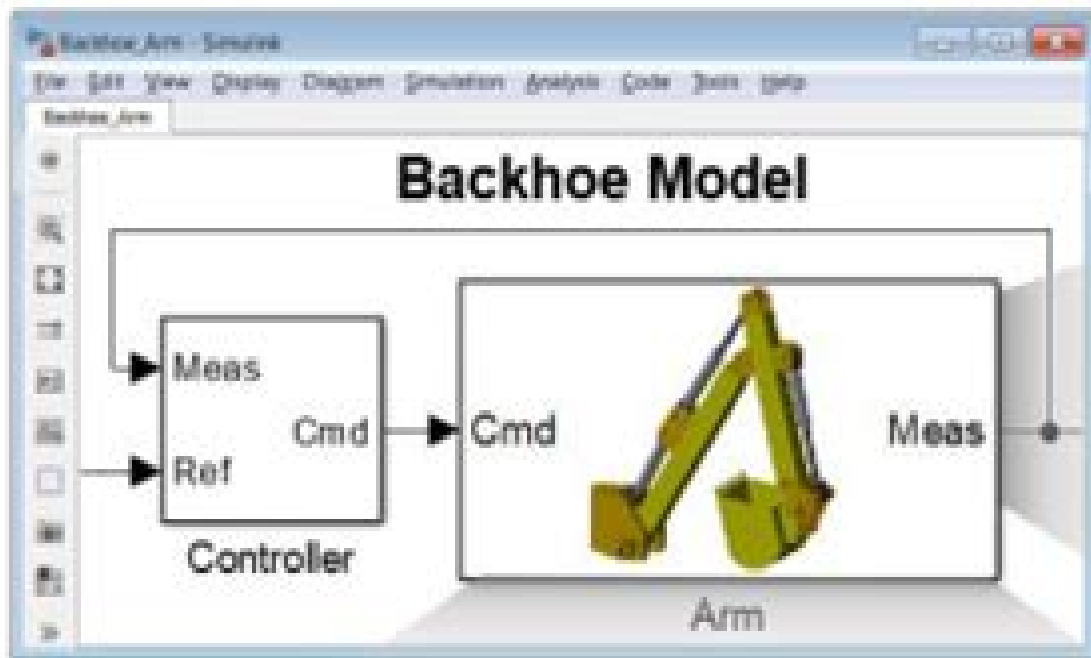 Backhoe_Arm - Simulink
File Edit View Display Diagram Simulation Analysis Code Tools Help
Backhoe_Arm
Backhoe Model
Meas
Cmd
Ref
Controller
Cmd
Meas
Arm